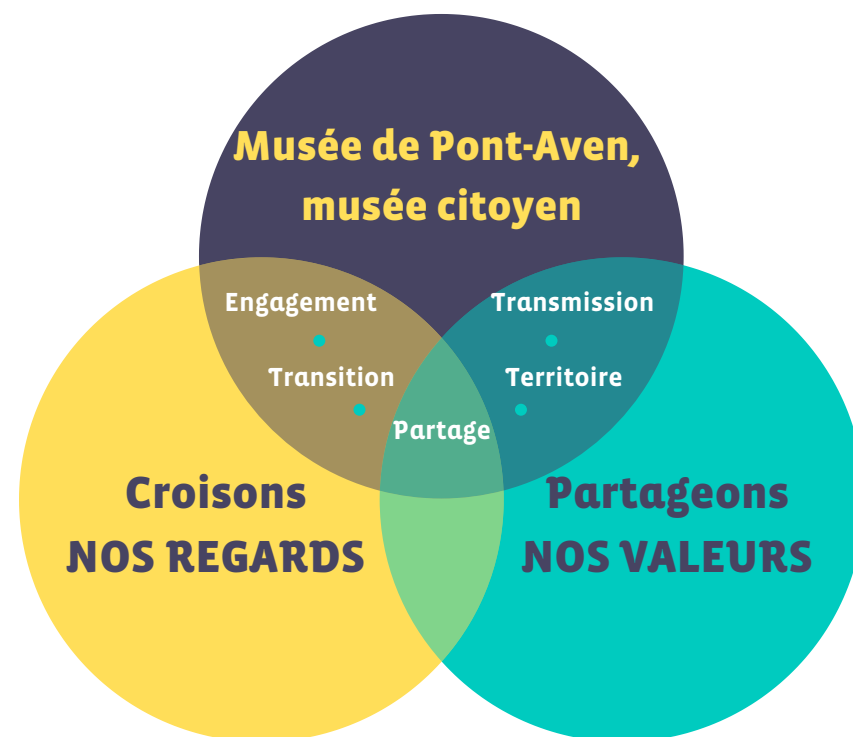 Musée de Pont-Aven,
musée citoyen
Engagement
Transmission
Transition
Territoire
Partage
Croisons
NOS REGARDS
Partageons
NOS VALEURS